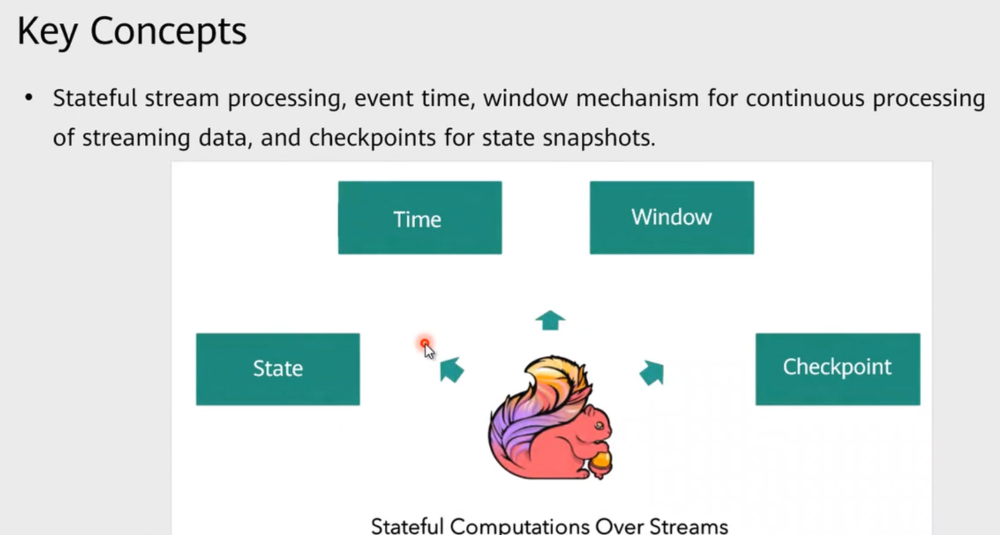 Key Concepts
• Stateful stream processing, event time, window mechanism for continuous processing
of streaming data, and checkpoints for state snapshots.
Time
Window
State
Checkpoint
Stateful Computations Over Streams